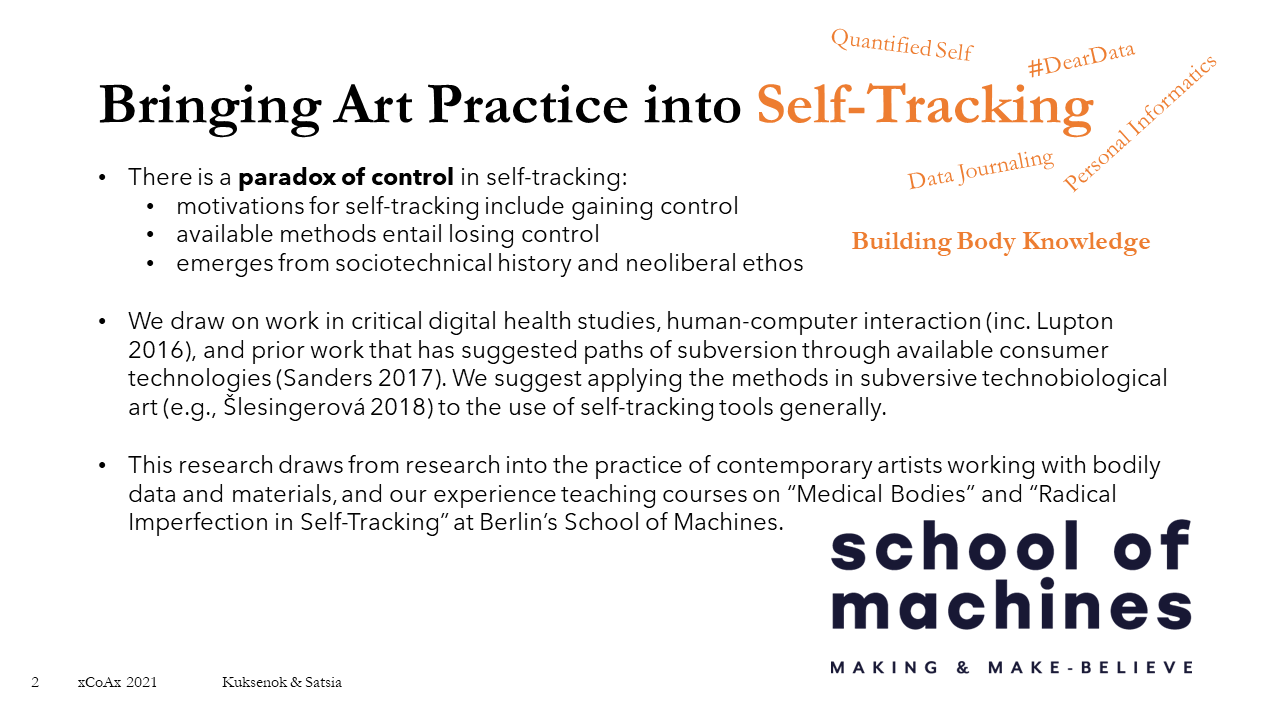 Quantified Self
#DearData
Bringing Art Practice into Self-Tracking
Personal Informatics
Data Journaling
Building Body Knowledge
• There is a paradox of control in self-tracking:
• motivations for self-tracking include gaining control
• available methods entail losing control
• emerges from sociotechnical history and neoliberal ethos
• We draw on work in critical digital health studies, human-computer interaction (inc. Lupton
2016), and prior work that has suggested paths of subversion through available consumer
technologies (Sanders 2017). We suggest applying the methods in subversive technobiological
art (e.g., Šlesingerová 2018) to the use of self-tracking tools generally.
• This research draws from research into the practice of contemporary artists working with bodily
data and materials, and our experience teaching courses on “Medical Bodies” and “Radical
Imperfection in Self-Tracking” at Berlin’s School of Machines.
school of
machines
MAKING & MAKE-BELIEVE
2 xCoAx 2021 Kuksenok & Satsia